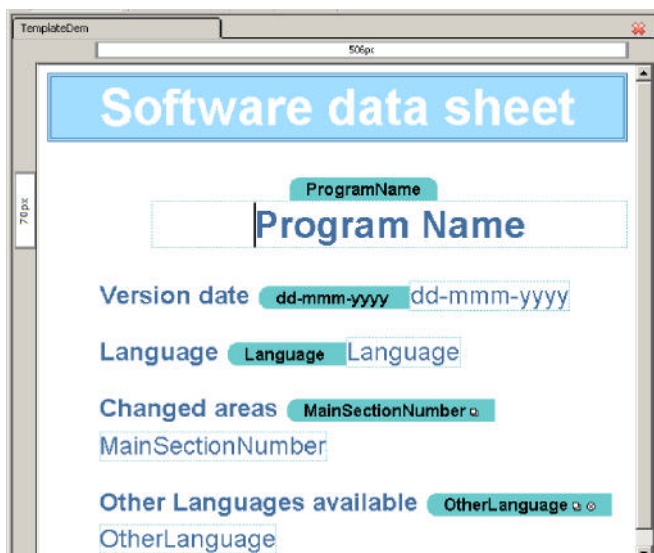 TemplateDem
506px
Software data sheet
70px
ProgramName
Program Name
Version date dd-mmm-yyyy dd-mmm-yyyy
Language Language Language
Changed areas MainSectionNumber
MainSectionNumber
Other Languages available OtherLanguage
OtherLanguage